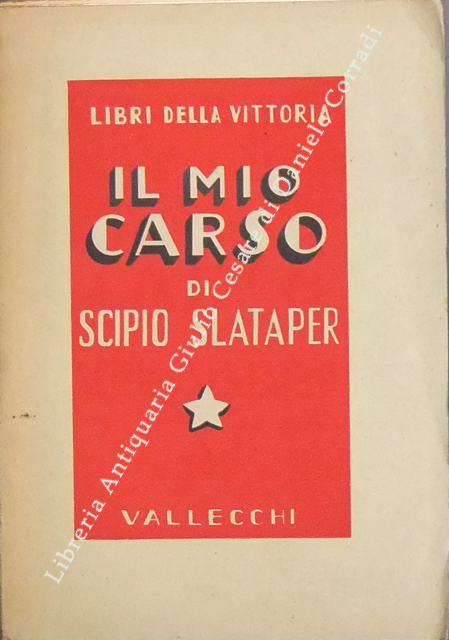 LIBRI DELLA VITTORIA
IL MIO
CARSO
DI
SCIPIO SLATAPER
VALLECCHI
Libreria Antiquaria Giulio Cesare di Daniele Corradi